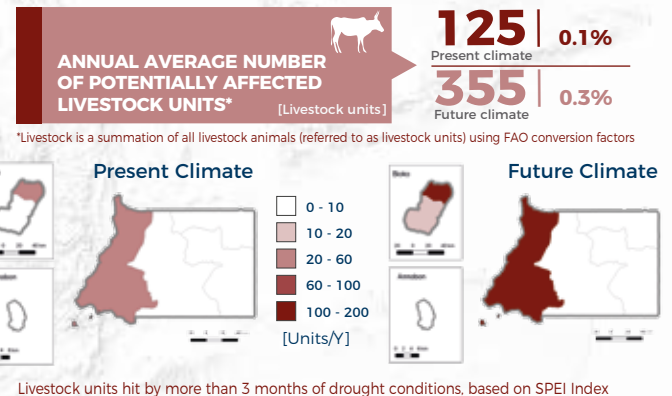 ANNUAL AVERAGE NUMBER
OF POTENTIALLY AFFECTED
LIVESTOCK UNITS*
[Livestock units]
125
0.1%
Present climate
355
0.3%
Future climate
*Livestock is a summation of all livestock animals (referred to as livestock units) using FAO conversion factors
Present Climate
0 - 10
10 - 20
20 - 60
60 - 100
100 - 200
[Units/Y]
Future Climate
Annobon
Livestock units hit by more than 3 months of drought conditions, based on SPEI Index